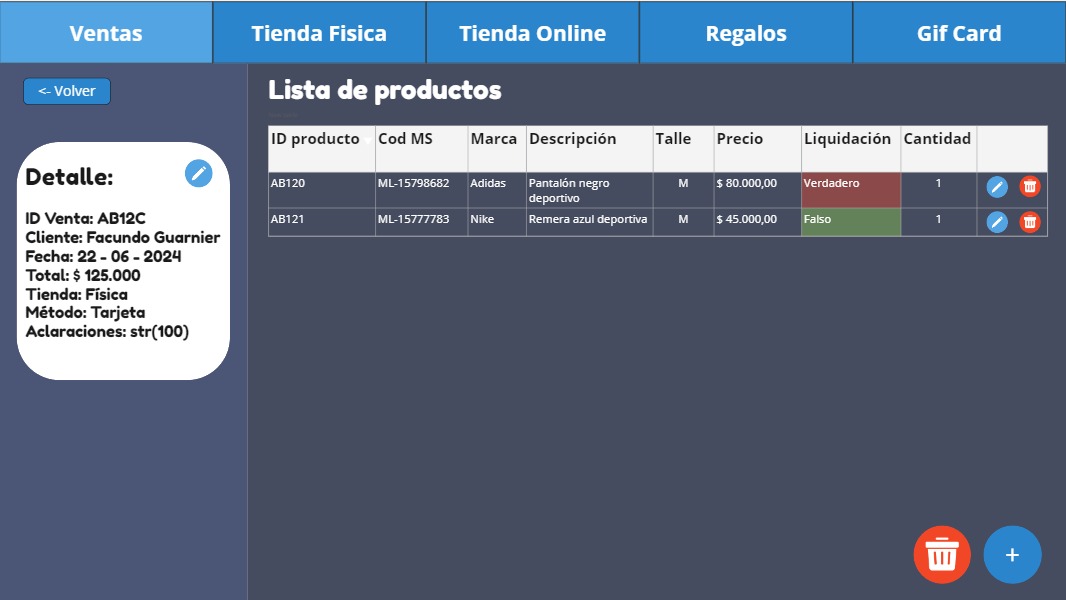 Ventas
Tienda Fisica
Tienda Online
Regalos
Gif Card
<- Volver
Detalle:
ID Venta: AB12C
Cliente: Facundo Guarnier
Fecha: 22 - 06 - 2024
Total: $ 125.000
Tienda: Física
Método: Tarjeta
Aclaraciones: str(100)
Lista de productos
ID producto Cod MS Marca Descripción Talle Precio Liquidación Cantidad
AB120 ML-15798682 Adidas Pantalón negro M $ 80.000,00 Verdadero 1
deportivo
AB121 ML-15777783 Nike Remera azul deportiva M $ 45.000,00 Falso 1
+